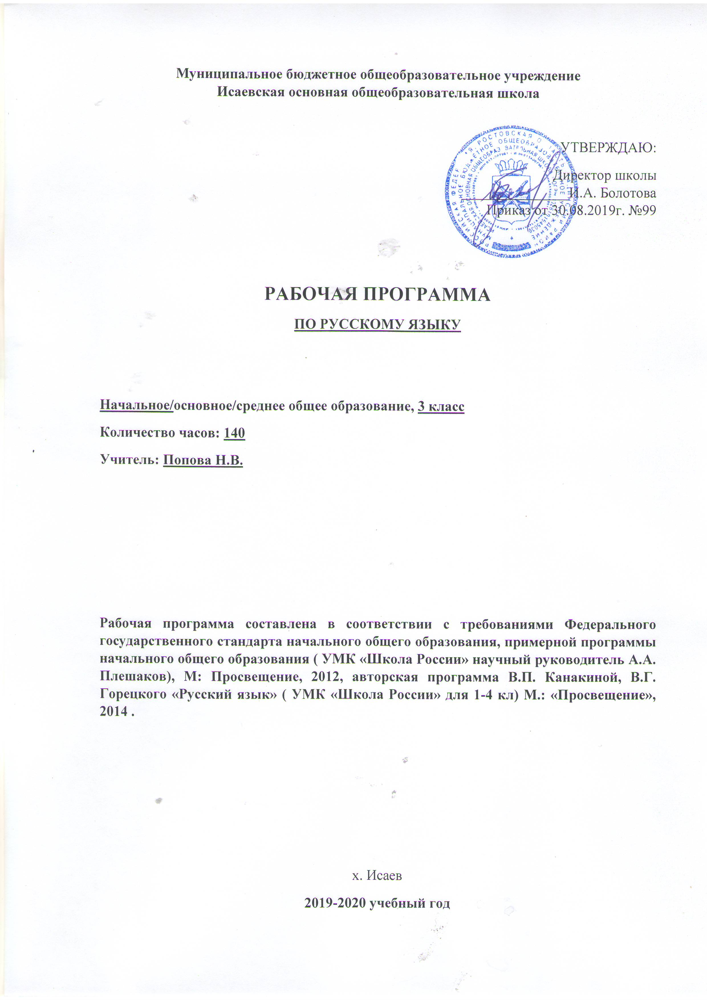 Муниципальное бюджетное общеобразовательное учреждение
Исаевская основная общеобразовательная школа
УТВЕРЖДАЮ:
Директор школы
И.А. Болотова
Приказ от 30.08.2019г. №99
РАБОЧАЯ ПРОГРАММА
ПО РУССКОМУ ЯЗЫКУ
Начальное/основное/среднее общее образование, 3 класс
Количество часов: 140
Учитель: Попова Н.В.
Рабочая программа составлена в соответствии с требованиями Федерального
государственного стандарта начального общего образования, примерной программы
начального общего образования ( УМК «Школа России» научный руководитель А.А.
Плешаков), М: Просвещение, 2012, авторская программа В.П. Канакиной, В.Г.
Горецкого «Русский язык» ( УМК «Школа России» для 1-4 кл) М.: «Просвещение»,
2014 .
х. Исаев
2019-2020 учебный год